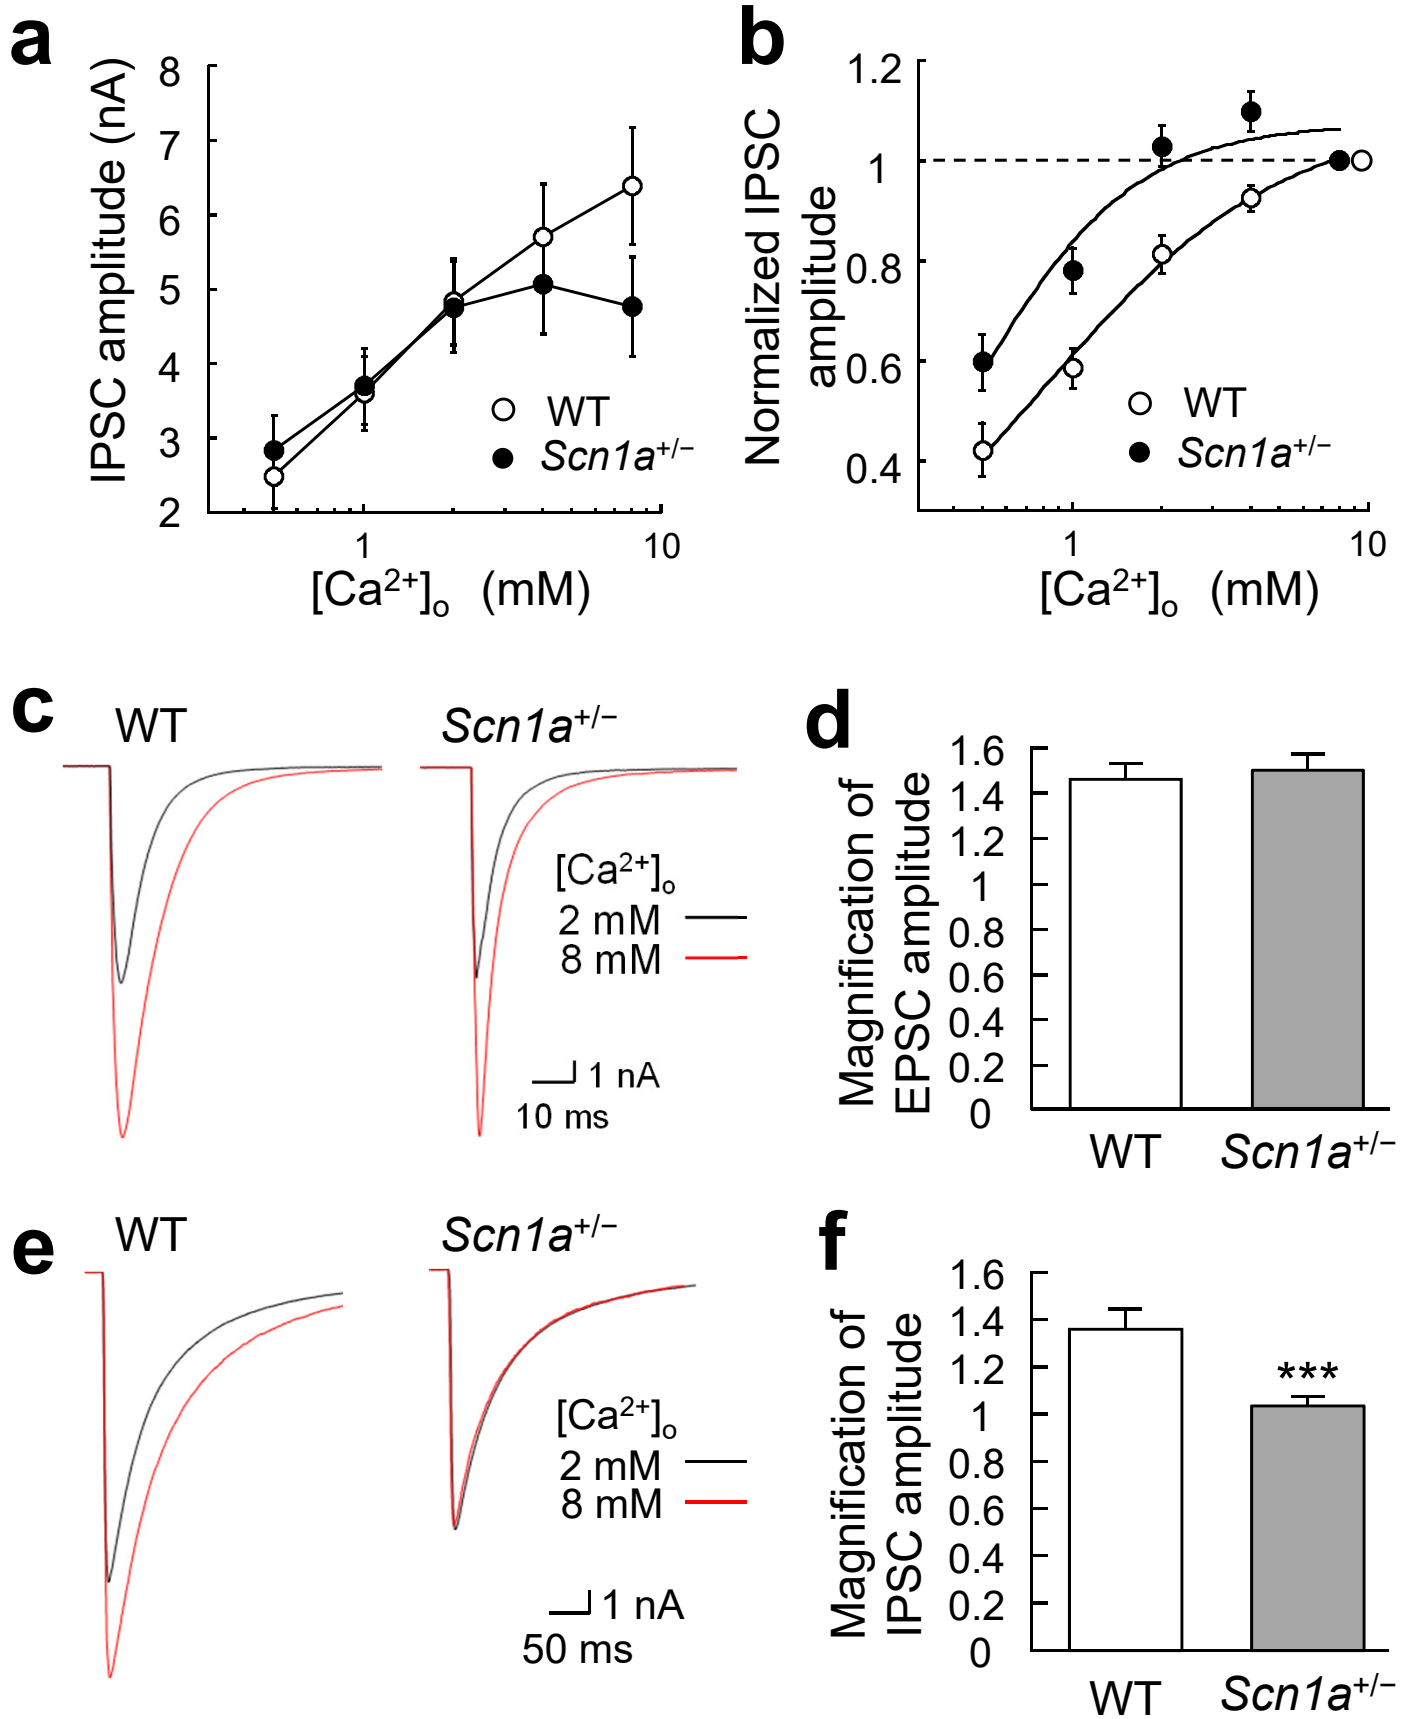 a
IPSC amplitude (nA)
8
7
6
5
4
3
2
1
10
[Ca2+]o (mM)
WT
Scn1a+/−
b
Normalized IPSC
amplitude
1.2
1
0.8
0.6
0.4
1
10
[Ca2+]o (mM)
WT
Scn1a+/−
c
WT
Scn1a+/−
[Ca2+]o
2 mM
8 mM
1 nA
10 ms
d
Magnification of
EPSC amplitude
1.6
1.4
1.2
1
0.8
0.6
0.4
0.2
0
WT
Scn1a+/−
e
WT
Scn1a+/−
[Ca2+]o
2 mM
8 mM
1 nA
50 ms
f
Magnification of
IPSC amplitude
1.6
1.4
1.2
1
0.8
0.6
0.4
0.2
0
***
WT
Scn1a+/−